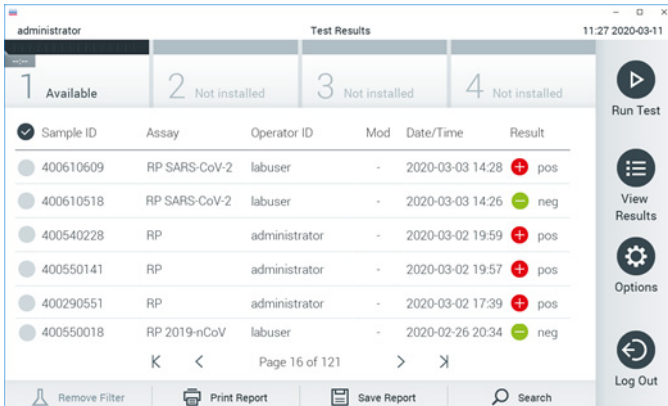 administrator Test Results 11:27 2020-03-11
1 Available 2 Not installed 3 Not installed 4 Not installed
Run Test
Sample ID Assay Operator ID Mod Date/Time Result
400610609 RP SARS-CoV-2 labuser - 2020-03-03 14:28 pos
400610518 RP SARS-CoV-2 labuser - 2020-03-03 14:26 neg
View
Results
400540228 RP administrator - 2020-03-02 19:59 pos
400550141 RP administrator - 2020-03-02 19:57 pos
Options
400290551 RP administrator - 2020-03-02 17:39 pos
400550018 RP 2019-nCoV labuser - 2020-02-26 20:34 neg
Page 16 of 121
Log Out
Remove Filter Print Report Save Report Search